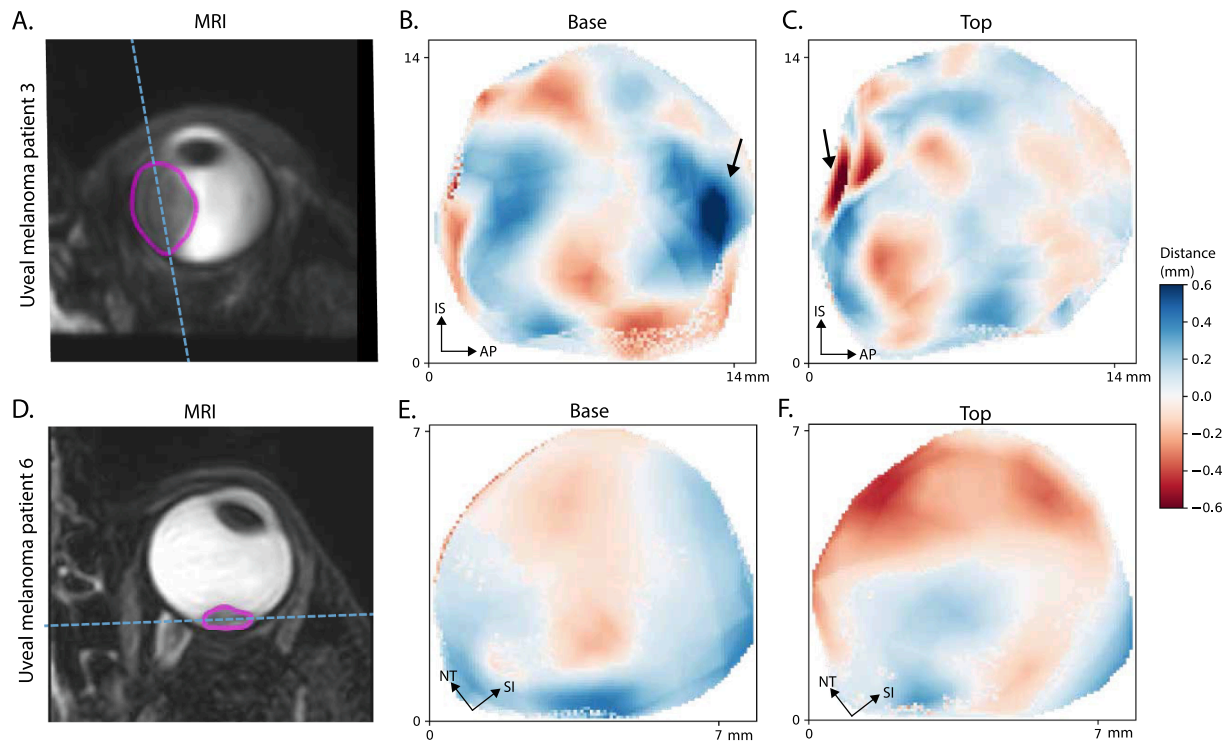 A.
MRI
B.
Base
C.
Top
Uveal melanoma patient 3
14
IS
AP
0
0
14 mm
14
IS
AP
0
0
14 mm
Distance
(mm)
0.6
0.4
0.2
0.0
−0.2
−0.4
−0.6
D.
MRI
E.
Base
F.
Top
Uveal melanoma patient 6
7
NT
SI
0
0
7 mm
7
NT
SI
0
0
7 mm